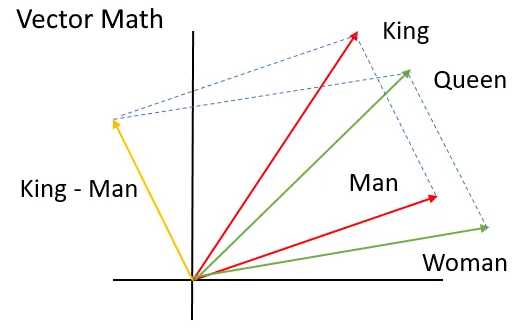 Vector Math
King
Queen
Man
King - Man
Woman